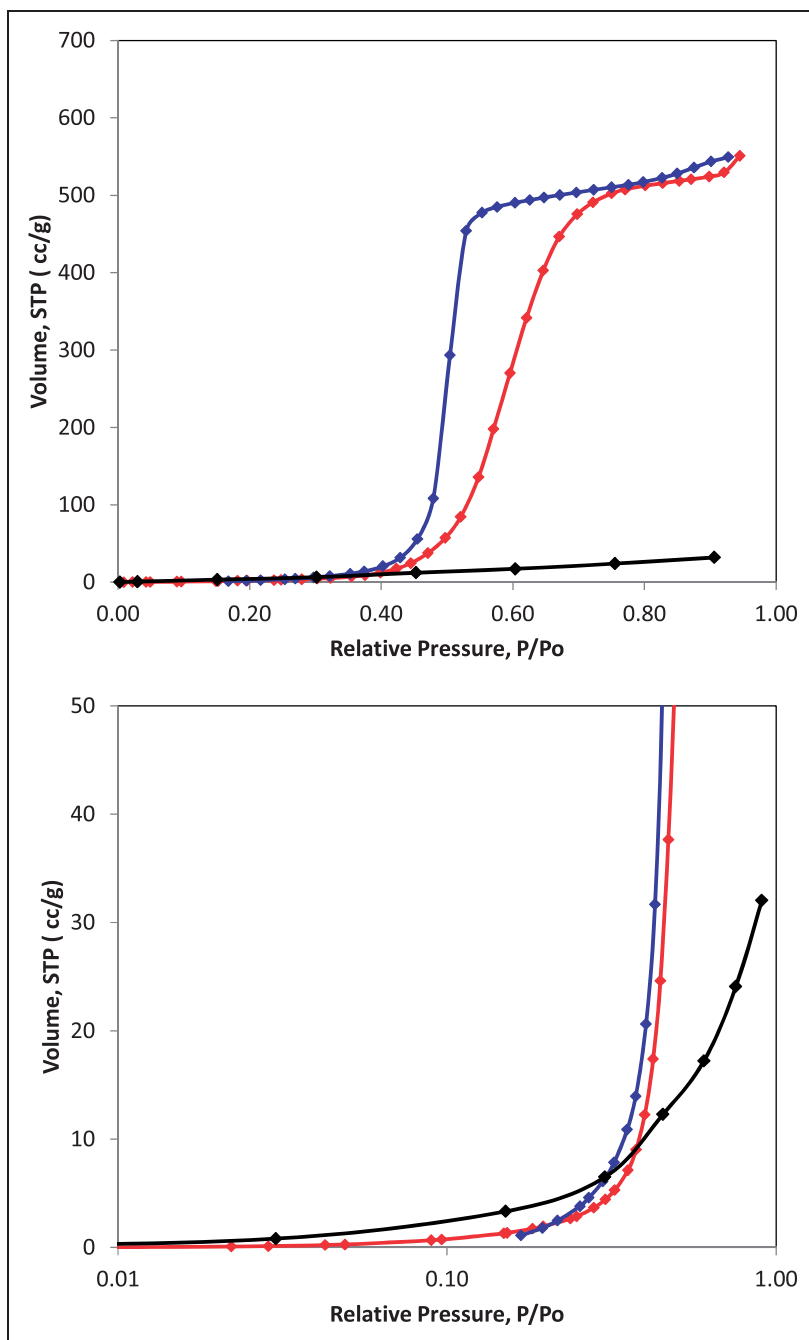 700
600
500
400
300
200
100
0
Volume, STP ( cc/g)
0.00 0.20 0.40 0.60 0.80 1.00
Relative Pressure, P/Po
50
40
30
20
10
0
Volume, STP ( cc/g)
0.01 0.10 1.00
Relative Pressure, P/Po